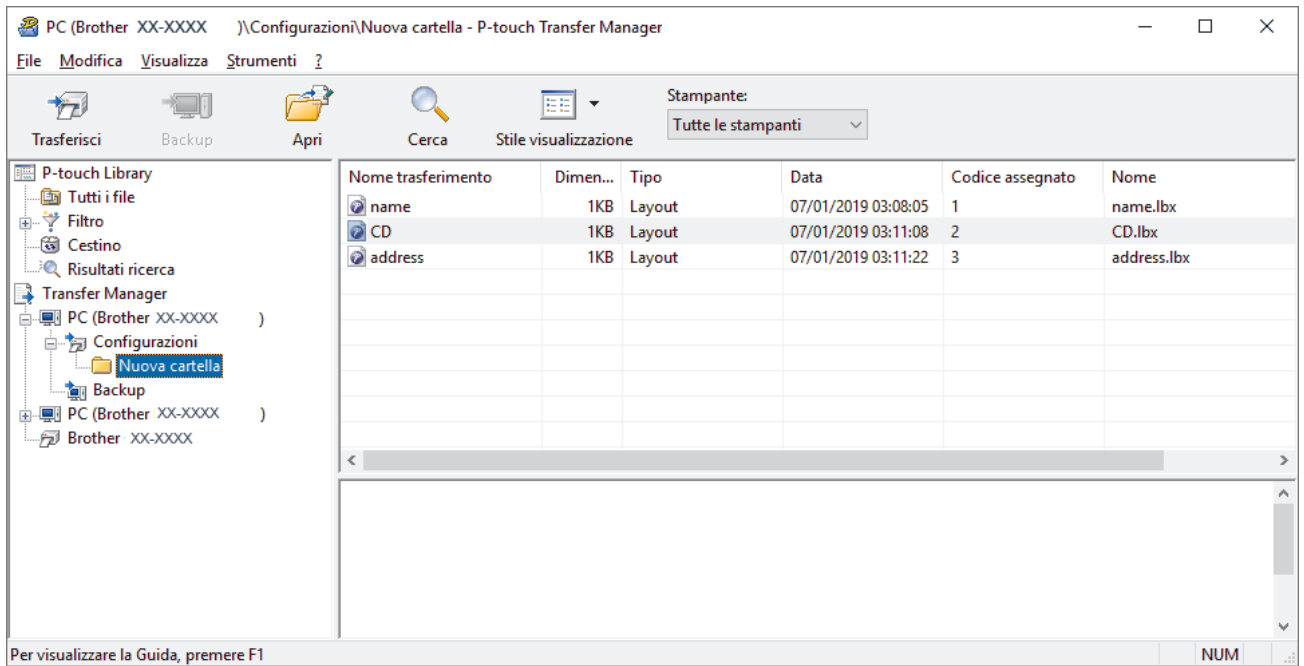 PC (Brother XX-XXXX )\Configurazioni\Nuova cartella - P-touch Transfer Manager
File Modifica Visualizza Strumenti ?
Trasferisci Backup Apri Cerca Stile visualizzazione
Stampante:
Tutte le stampanti
P-touch Library
Tutti i file
Filtro
Cestino
Risultati ricerca
Transfer Manager
PC (Brother XX-XXXX )
Configurazioni
Nuova cartella
Backup
PC (Brother XX-XXXX )
Brother XX-XXXX
Nome trasferimento Dimen... Tipo Data Codice assegnato Nome
name 1KB Layout 07/01/2019 03:08:05 1 name.lbx
CD 1KB Layout 07/01/2019 03:11:08 2 CD.lbx
address 1KB Layout 07/01/2019 03:11:22 3 address.lbx
Per visualizzare la Guida, premere F1 NUM